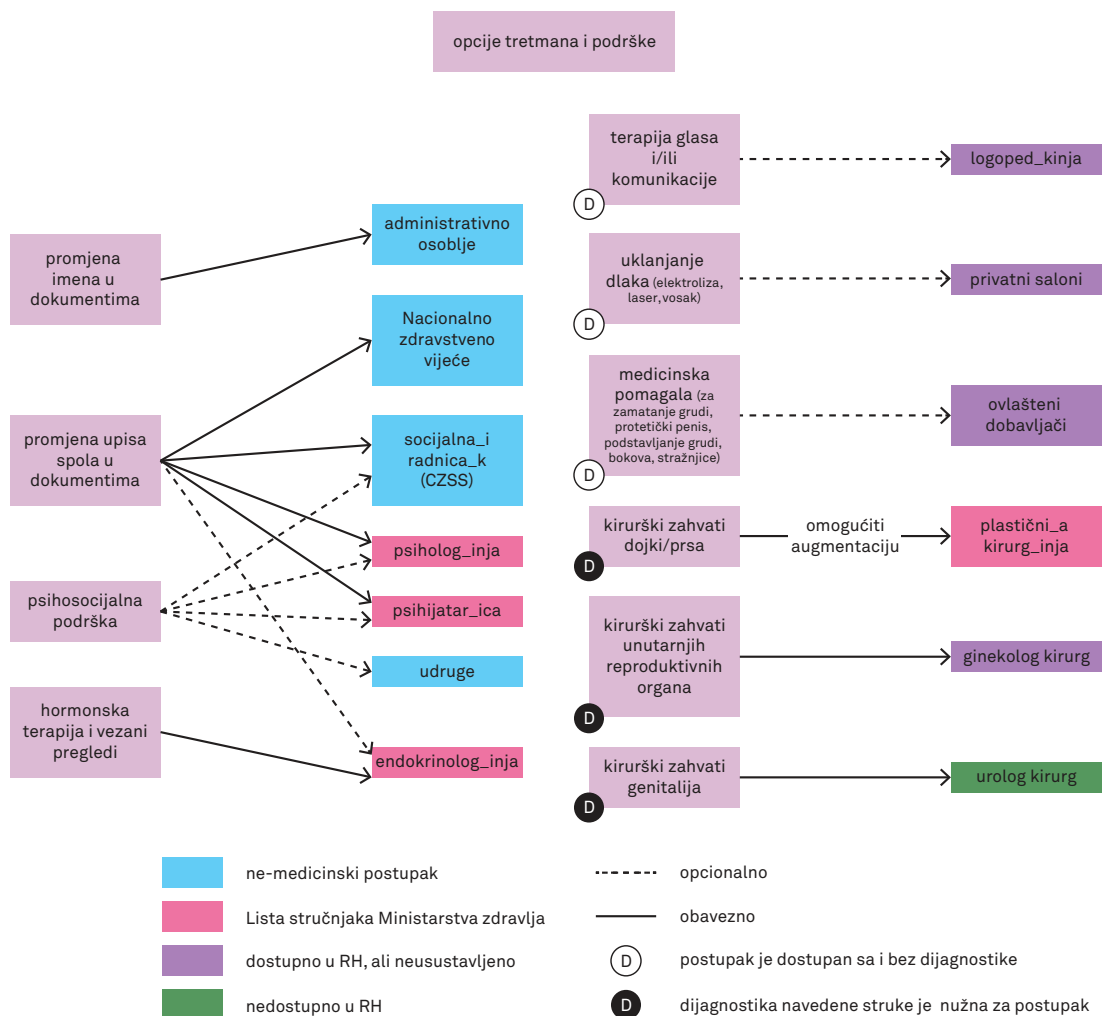 opcije tretmana i podrške
promjena
imena u
dokumentima
promjena upisa
spola u
dokumentima
psihosocijalna
podrška
hormonska
terapija i vezani
pregledi
administrativno
osoblje
Nacionalno
zdravstveno
vijeće
socijalna_i
radnica_k
(CZSS)
psiholog_inja
psihijatar_ica
udruge
endokrinolog_inja
terapija glasa
i/ili
komunikacije
D
logoped_kinja
uklanjanje
dlaka (elektroliza,
laser, vosak)
D
privatni saloni
medicinska
pomagala (za
zamatanje grudi,
protetički penis,
podstavljanje grudi,
bokova, stražnjice)
D
ovlašteni
dobavljači
kirurški zahvati
dojki/prsa
D
omogućiti
augmentaciju
plastični_a
kirurg_inja
kirurški zahvati
unutarnjih
reproduktivnih
organa
D
ginekolog kirurg
kirurški zahvati
genitalija
D
urolog kirurg
ne-medicinski postupak
Lista stručnjaka Ministarstva zdravlja
dostupno u RH, ali neusustavljeno
nedostupno u RH
opcionalno
obavezno
D postupak je dostupan sa i bez dijagnostike
D dijagnostika navedene struke je nužna za postupak